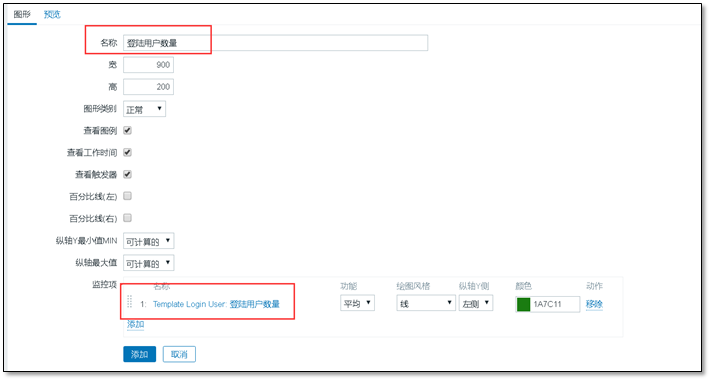 图形 预览
名称 登陆用户数量
宽 900
高 200
图形类别 正常
查看图例
查看工作时间
查看触发器
百分比线(左)
百分比线(右)
纵轴Y最小值MIN 可计算的
纵轴最大值 可计算的
监控项 名称 功能 绘图风格 纵轴Y侧 颜色 动作
1: Template Login User: 登陆用户数量 平均 线 左侧 1A7C11 移除
添加
添加 取消